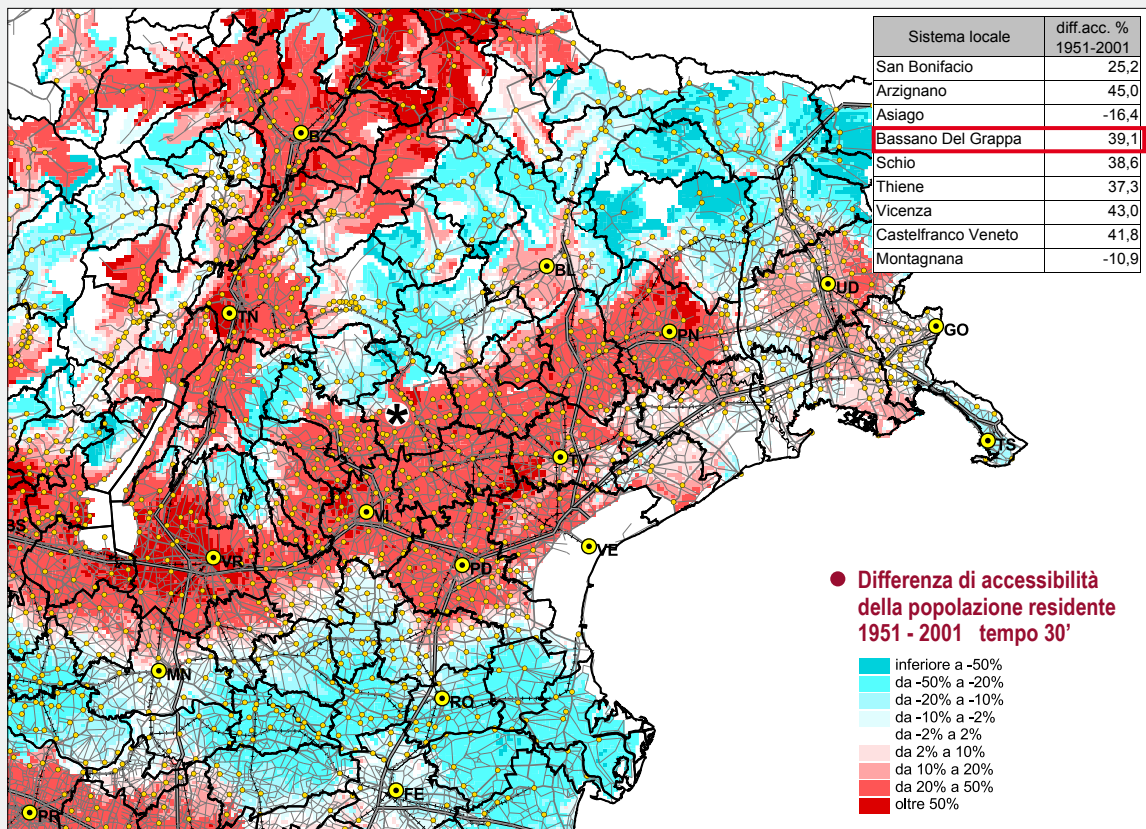 Sistema locale diff.acc. % 1951-2001
San Bonifacio 25,2
Arzignano 45,0
Asiago -16,4
Bassano Del Grappa 39,1
Schio 38,6
Thiene 37,3
Vicenza 43,0
Castelfranco Veneto 41,8
Montagnana -10,9
BZ
BL
UD
TN
PN
GO
*
TS
VI
BS
VR
PD
VE
MN
RO
FE
PR
● Differenza di accessibilità
della popolazione residente
1951 - 2001 tempo 30’
inferiore a -50%
da -50% a -20%
da -20% a -10%
da -10% a -2%
da -2% a 2%
da 2% a 10%
da 10% a 20%
da 20% a 50%
oltre 50%